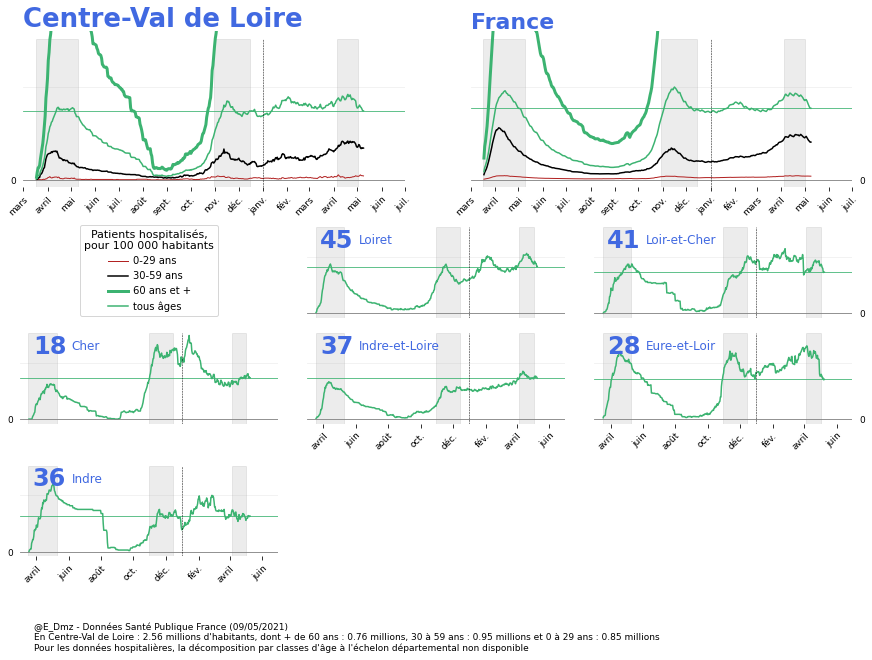 Centre-Val de Loire
France
0
0
mars avril mai juin juil. août sept. oct. nov. déc. janv. fév. mars avril mai juin juil.
mars avril mai juin juil. août sept. oct. nov. déc. janv. fév. mars avril mai juin juil.
Patients hospitalisés,
pour 100 000 habitants
0-29 ans
30-59 ans
60 ans et +
tous âges
45 Loiret
41 Loir-et-Cher
0
18 Cher
37 Indre-et-Loire
28 Eure-et-Loir
0
0
avril juin août oct. déc. fév. avril juin
avril juin août oct. déc. fév. avril juin
36 Indre
0
avril juin août oct. déc. fév. avril juin
@E_Dmz - Données Santé Publique France (09/05/2021)
En Centre-Val de Loire : 2.56 millions d'habitants, dont + de 60 ans : 0.76 millions, 30 à 59 ans : 0.95 millions et 0 à 29 ans : 0.85 millions
Pour les données hospitalières, la décomposition par classes d'âge à l'échelon départemental non disponible